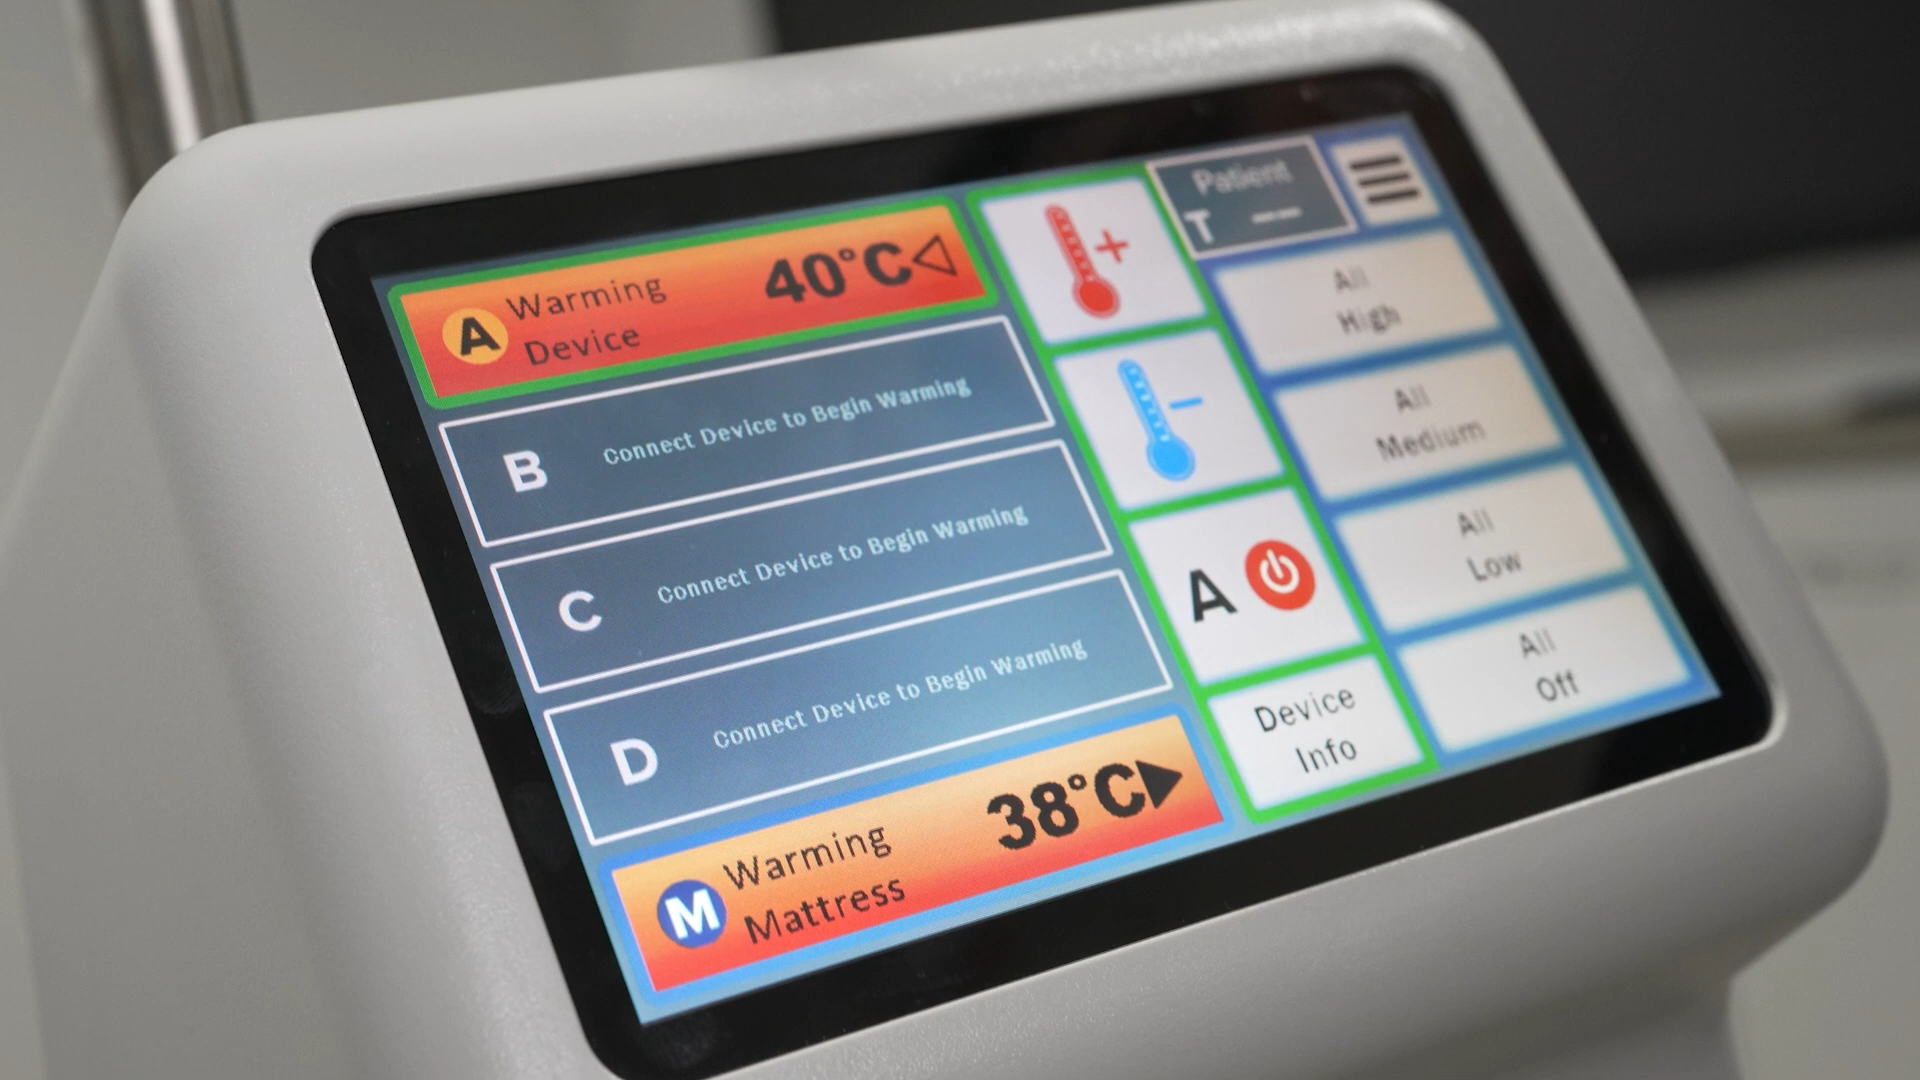 A Warming Device 40°C
B Connect Device to Begin Warming
C Connect Device to Begin Warming
D Connect Device to Begin Warming
M Warming Mattress 38°C
A
Device
Info
Patient
T --
All
High
All
Medium
All
Low
All
Off